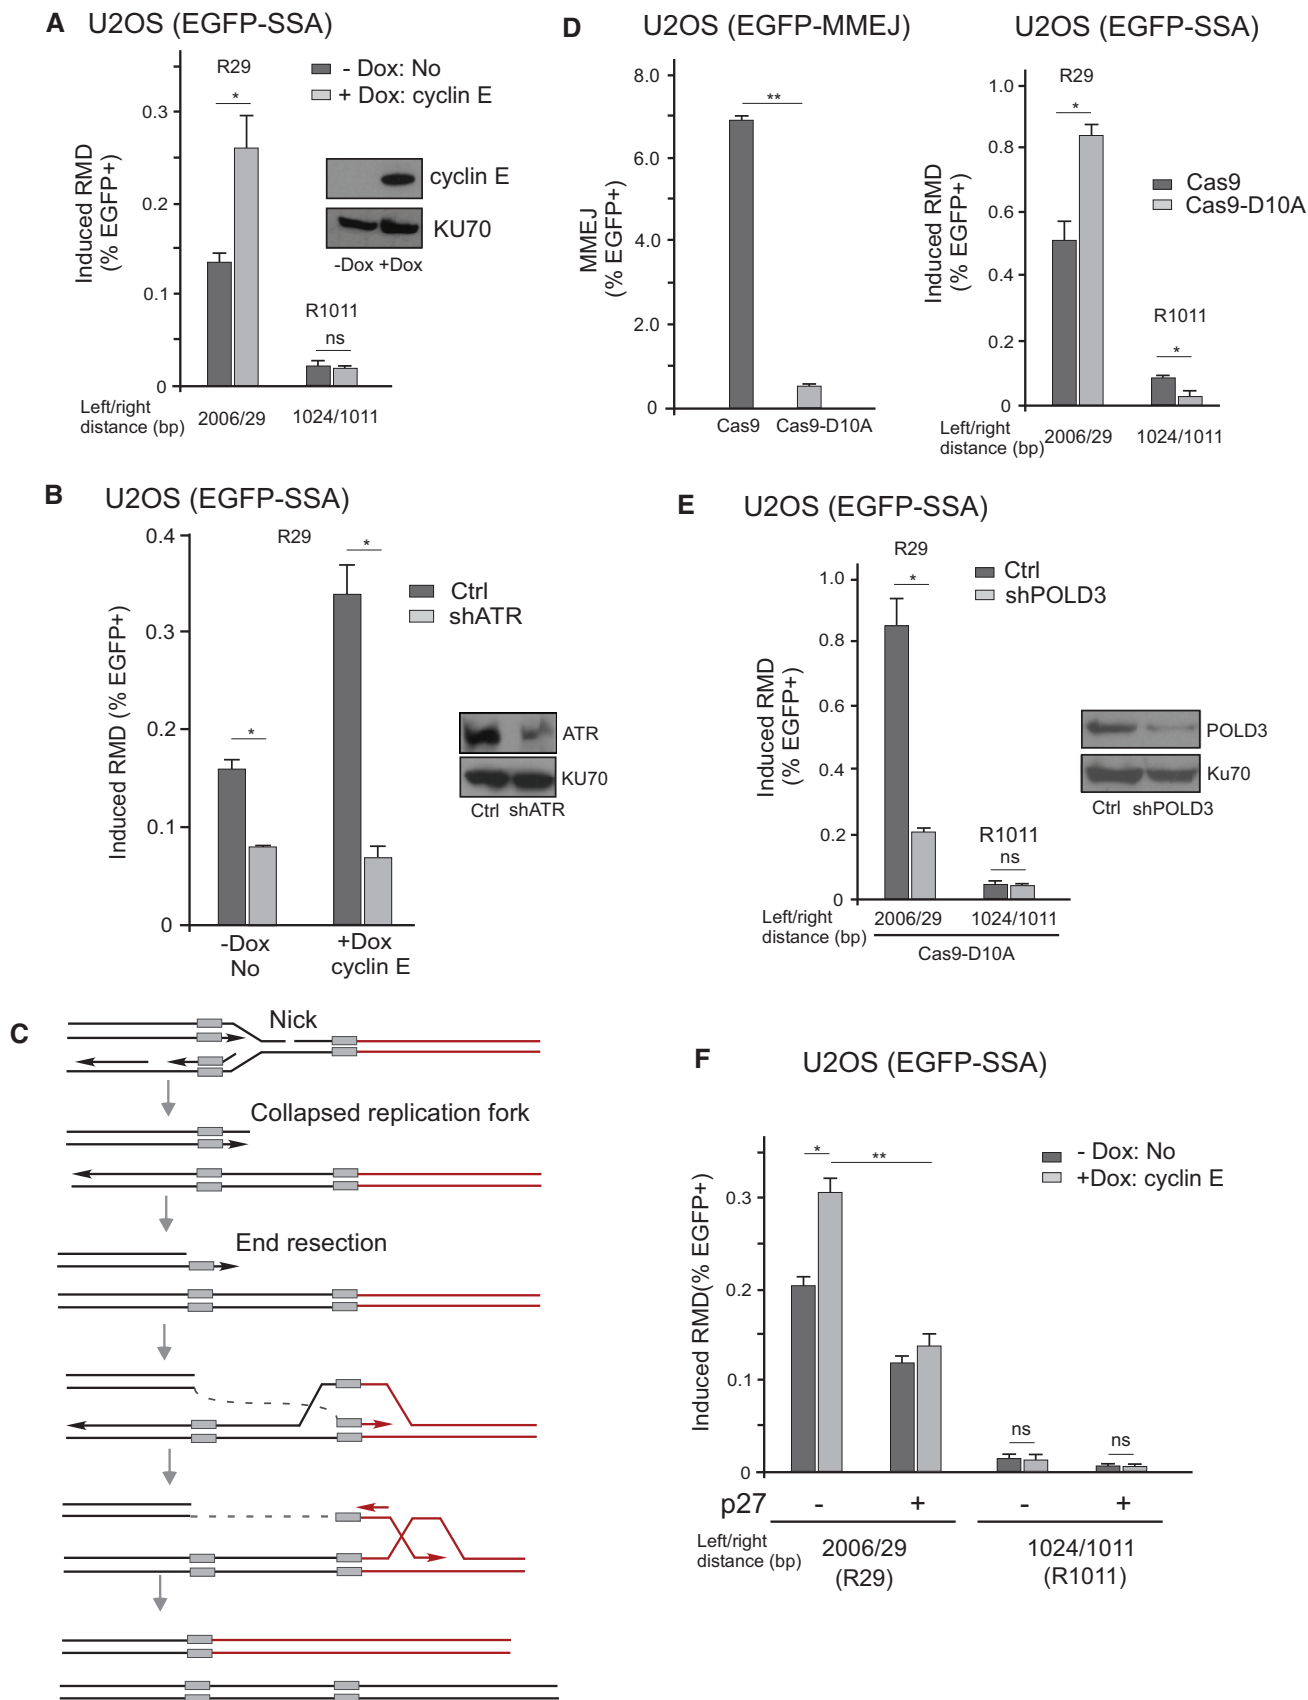 A U2OS (EGFP-SSA)
R29
*
- Dox: No
+ Dox: cyclin E
Induced RMD
(% EGFP+)
0.3
0.2
0.1
0
R1011
ns
cyclin E
KU70
-Dox +Dox
Left/right
distance (bp)
2006/29
1024/1011
B U2OS (EGFP-SSA)
R29
*
*
Ctrl
shATR
Induced RMD (% EGFP+)
0.4
0.3
0.2
0.1
0
ATR
KU70
Ctrl shATR
-Dox
No
+Dox
cyclin E
C
Nick
Collapsed replication fork
End resection
D U2OS (EGFP-MMEJ)
MMEJ
(% EGFP+)
8.0
6.0
4.0
2.0
0
**
Cas9
Cas9-D10A
U2OS (EGFP-SSA)
Induced RMD
(% EGFP+)
1.0
0.8
0.6
0.4
0.2
0
R29
*
R1011
*
Cas9
Cas9-D10A
Left/right
distance (bp)
2006/29
1024/1011
E U2OS (EGFP-SSA)
Induced RMD
(% EGFP+)
1.0
0.8
0.6
0.4
0.2
0
R29
*
R1011
ns
Ctrl
shPOLD3
POLD3
Ku70
Ctrl shPOLD3
Left/right
distance (bp)
2006/29
1024/1011
Cas9-D10A
F U2OS (EGFP-SSA)
Induced RMD(% EGFP+)
0.3
0.2
0.1
0
*
**
- Dox: No
+Dox: cyclin E
ns
ns
p27 - + - +
Left/right
distance (bp)
2006/29
(R29)
1024/1011
(R1011)